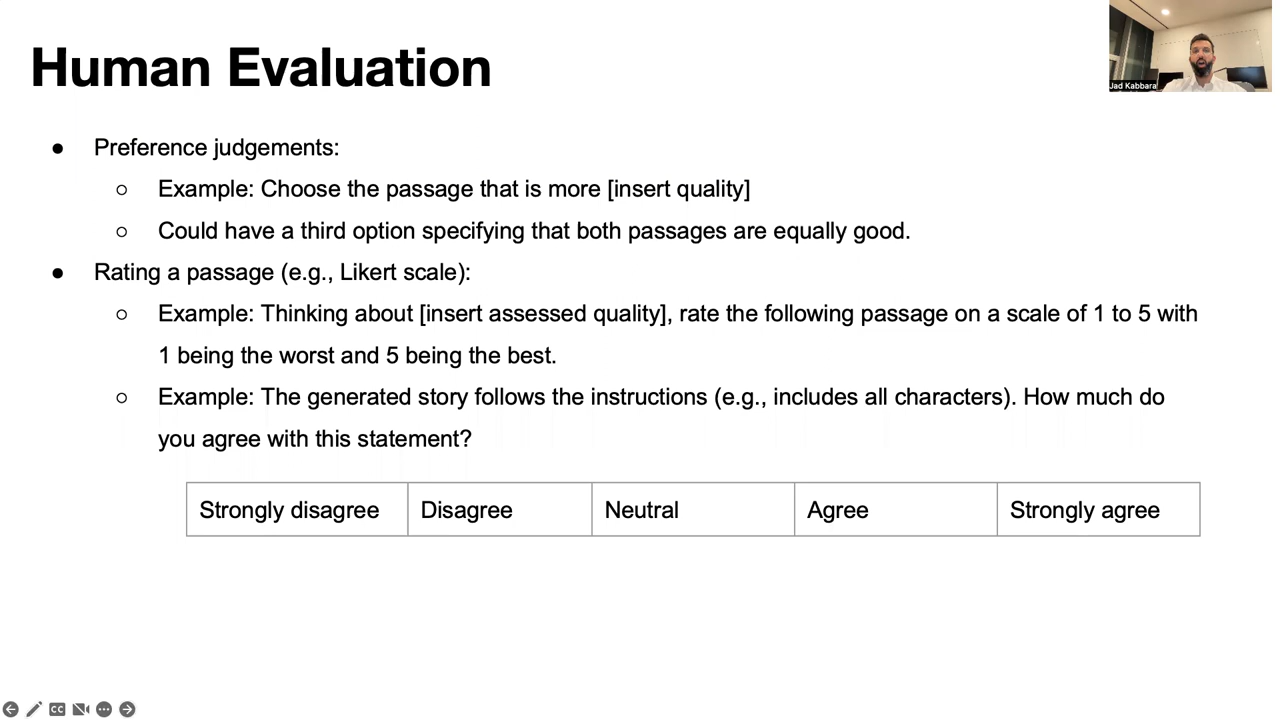 Human Evaluation
Jad Kabbara
● Preference judgements:
○ Example: Choose the passage that is more [insert quality]
○ Could have a third option specifying that both passages are equally good.
● Rating a passage (e.g., Likert scale):
○ Example: Thinking about [insert assessed quality], rate the following passage on a scale of 1 to 5 with
1 being the worst and 5 being the best.
○ Example: The generated story follows the instructions (e.g., includes all characters). How much do
you agree with this statement?
Strongly disagree Disagree Neutral Agree Strongly agree
CC